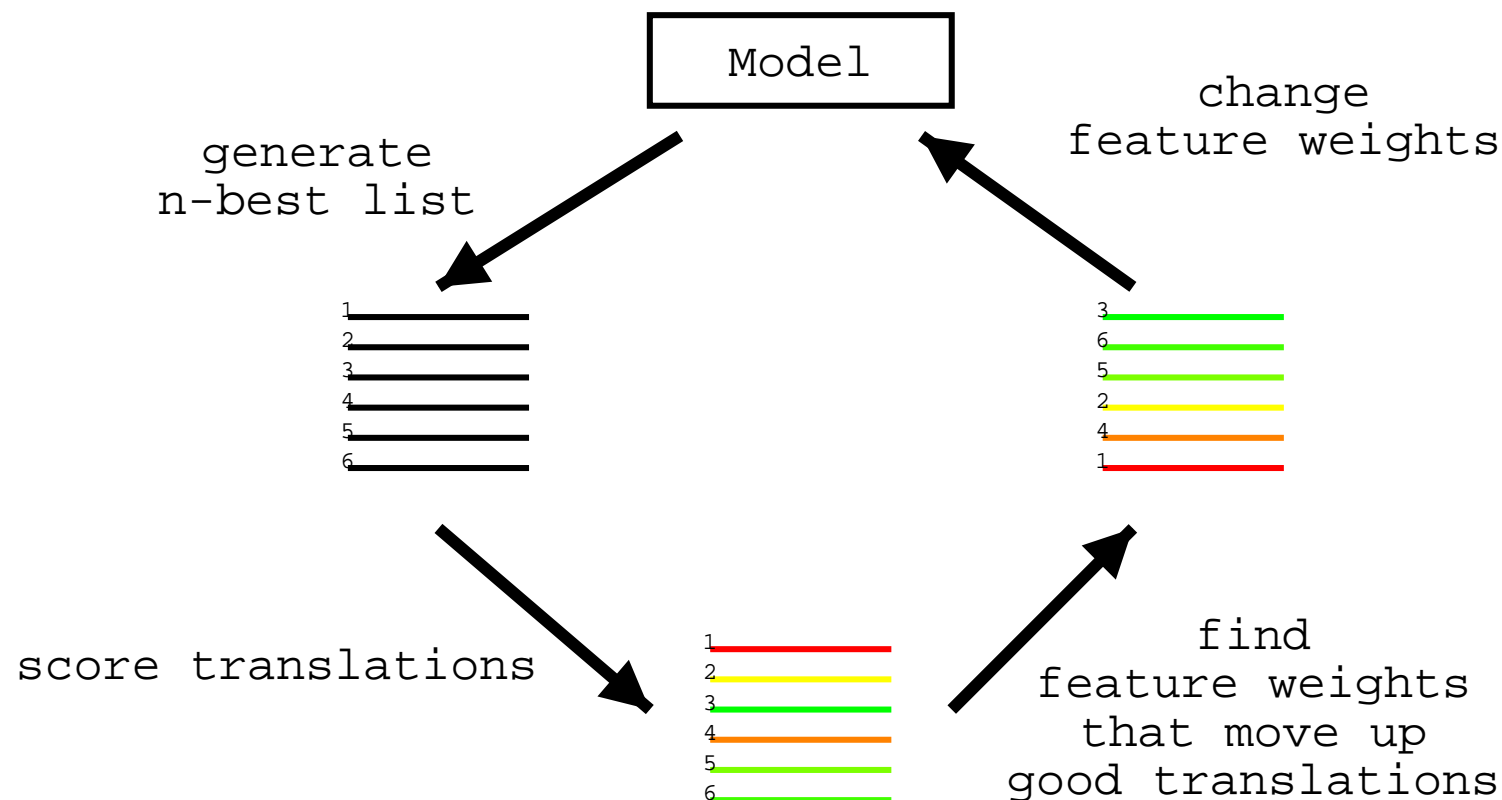 Model
change
feature weights
generate
n-best list
1
2
3
4
5
6
3
6
5
2
4
1
score translations
1
2
3
4
5
6
find
feature weights
that move up
good translations